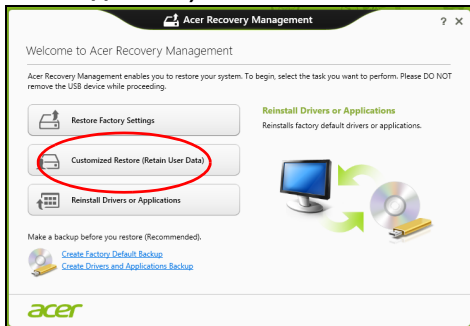 Acer Recovery Management
? ×
Welcome to Acer Recovery Management
Acer Recovery Management enables you to restore your system. To begin, select the task you want to perform. Please DO NOT
remove the USB device while proceeding.
Restore Factory Settings
Customized Restore (Retain User Data)
Reinstall Drivers or Applications
Reinstall Drivers or Applications
Reinstalls factory default drivers or applications.
Make a backup before you restore (Recommended).
Create Factory Default Backup
Create Drivers and Applications Backup
acer